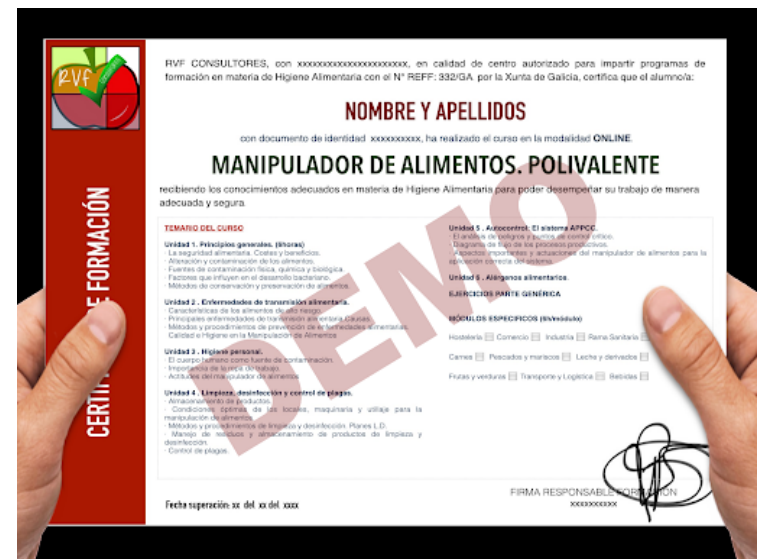 RVF
RVF CONSULTORES, con xxxxxxxxxxxxxxxxxxxxxx, en calidad de centro autorizado para impartir programas de
formación en materia de Higiene Alimentaria con el Nº REFF: 332/GA por la Xunta de Galicia, certifica que el alumno/a:
NOMBRE Y APELLIDOS
con documento de identidad xxxxxxxxxx, ha realizado el curso en la modalidad ONLINE.
MANIPULADOR DE ALIMENTOS. POLIVALENTE
recibiendo los conocimientos adecuados en materia de Higiene Alimentaria para poder desempeñar su trabajo de manera
adecuada y segura.
CERTIF DE FORMACIÓN
DEMO
TEMARIO DEL CURSO
Unidad 1. Principios generales. (6horas)
- La seguridad alimentaria. Costes y beneficios.
- Alteración y contaminación de los alimentos.
- Fuentes de contaminación física, química y biológica.
- Factores que influyen en el desarrollo bacteriano.
- Métodos de conservación y preservación de alimentos.
Unidad 2 . Enfermedades de transmisión alimentaria.
- Características de los alimentos de alto riesgo.
- Principales enfermedades de transmisión alimentaria.Causas.
- Métodos y procedimientos de prevención de enfermedades alimentarias.
- Calidad e Higiene en la Manipulación de Alimentos
Unidad 3 . Higiene personal.
- El cuerpo humano como fuente de contaminación.
- Importancia de la ropa de trabajo.
- Actitudes del manipulador de alimentos
Unidad 4 . Limpieza, desinfección y control de plagas.
- Almacenamiento de productos.
- Condiciones óptimas de los locales, maquinaria y utillaje para la
manipulación de alimentos
- Métodos y procedimientos de limpieza y desinfección. Planes L.D.
- Manejo de residuos y almacenamiento de productos de limpieza y
desinfección.
- Control de plagas.
Unidad 5 . Autocontrol: El sistema APPCC.
- El análisis de peligros y puntos de control crítico.
- Diagrama de flujo de los procesos productivos.
- Aspectos importantes y actuaciones del manipulador de alimentos para la
aplicación correcta del sistema.
Unidad 6 . Alérgenos alimentarios.
EJERCICIOS PARTE GENÉRICA
MÓDULOS ESPECIFICOS (6h/módulo)
Hostelería Comercio Industria Rama Sanitaria
Carnes Pescados y mariscos Leche y derivados
Frutas y verduras Transporte y Logística Bebidas
Fecha superación: xx del xx del xxxx
FIRMA RESPONSABLE FORMACIÓN
xxxxxxxxxx